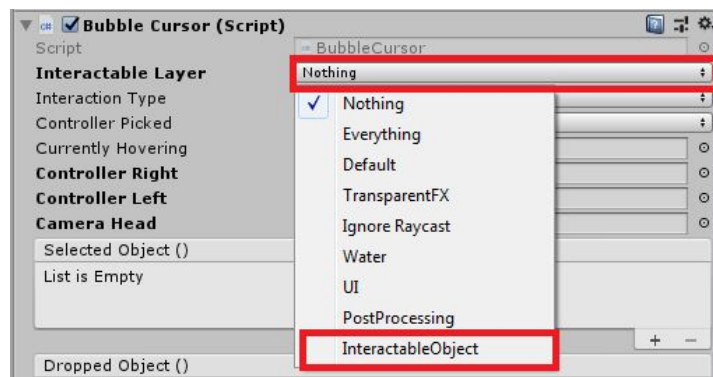 Bubble Cursor (Script)
Script BubbleCursor
Interactable Layer Nothing
Interaction Type
Controller Picked
Currently Hovering
Controller Right
Controller Left
Camera Head
Nothing
Everything
Default
TransparentFX
Ignore Raycast
Water
UI
PostProcessing
InteractableObject
Selected Object ()
List is Empty
Dropped Object ()